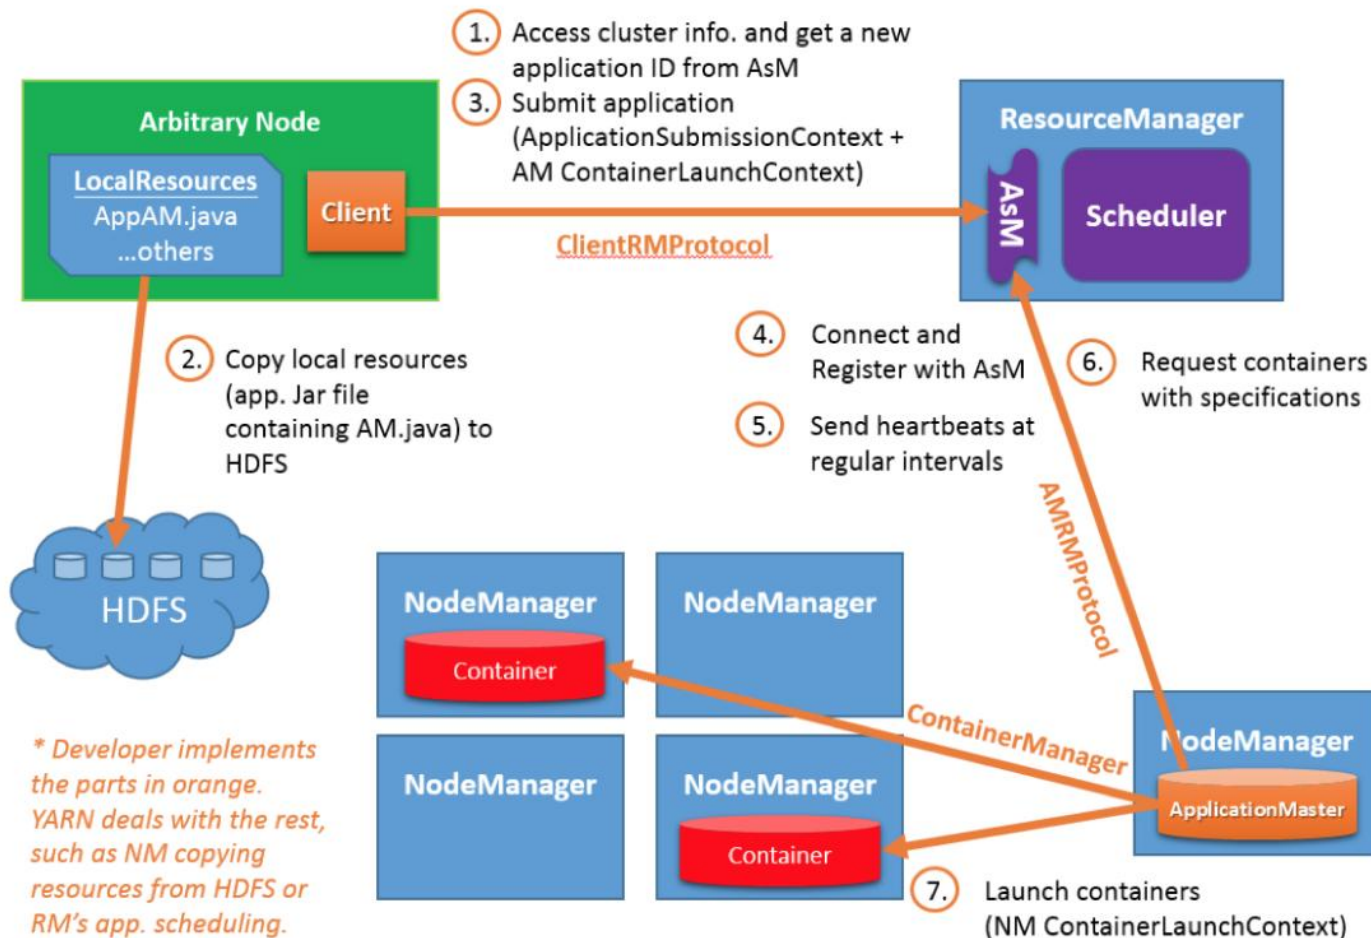 1. Access cluster info. and get a new
application ID from AsM
3. Submit application
(ApplicationSubmissionContext +
AM ContainerLaunchContext)
Arbitrary Node
LocalResources
AppAM.java
...others
Client
ClientRMProtocol
ResourceManager
AsM
Scheduler
2. Copy local resources
(app. Jar file
containing AM.java) to
HDFS
4. Connect and
Register with AsM
5. Send heartbeats at
regular intervals
6. Request containers
with specifications
AMRMProtocol
HDFS
NodeManager
Container
NodeManager
NodeManager
NodeManager
Container
ContainerManager
NodeManager
ApplicationMaster
7. Launch containers
(NM ContainerLaunchContext)
* Developer implements
the parts in orange.
YARN deals with the rest,
such as NM copying
resources from HDFS or
RM's app. scheduling.